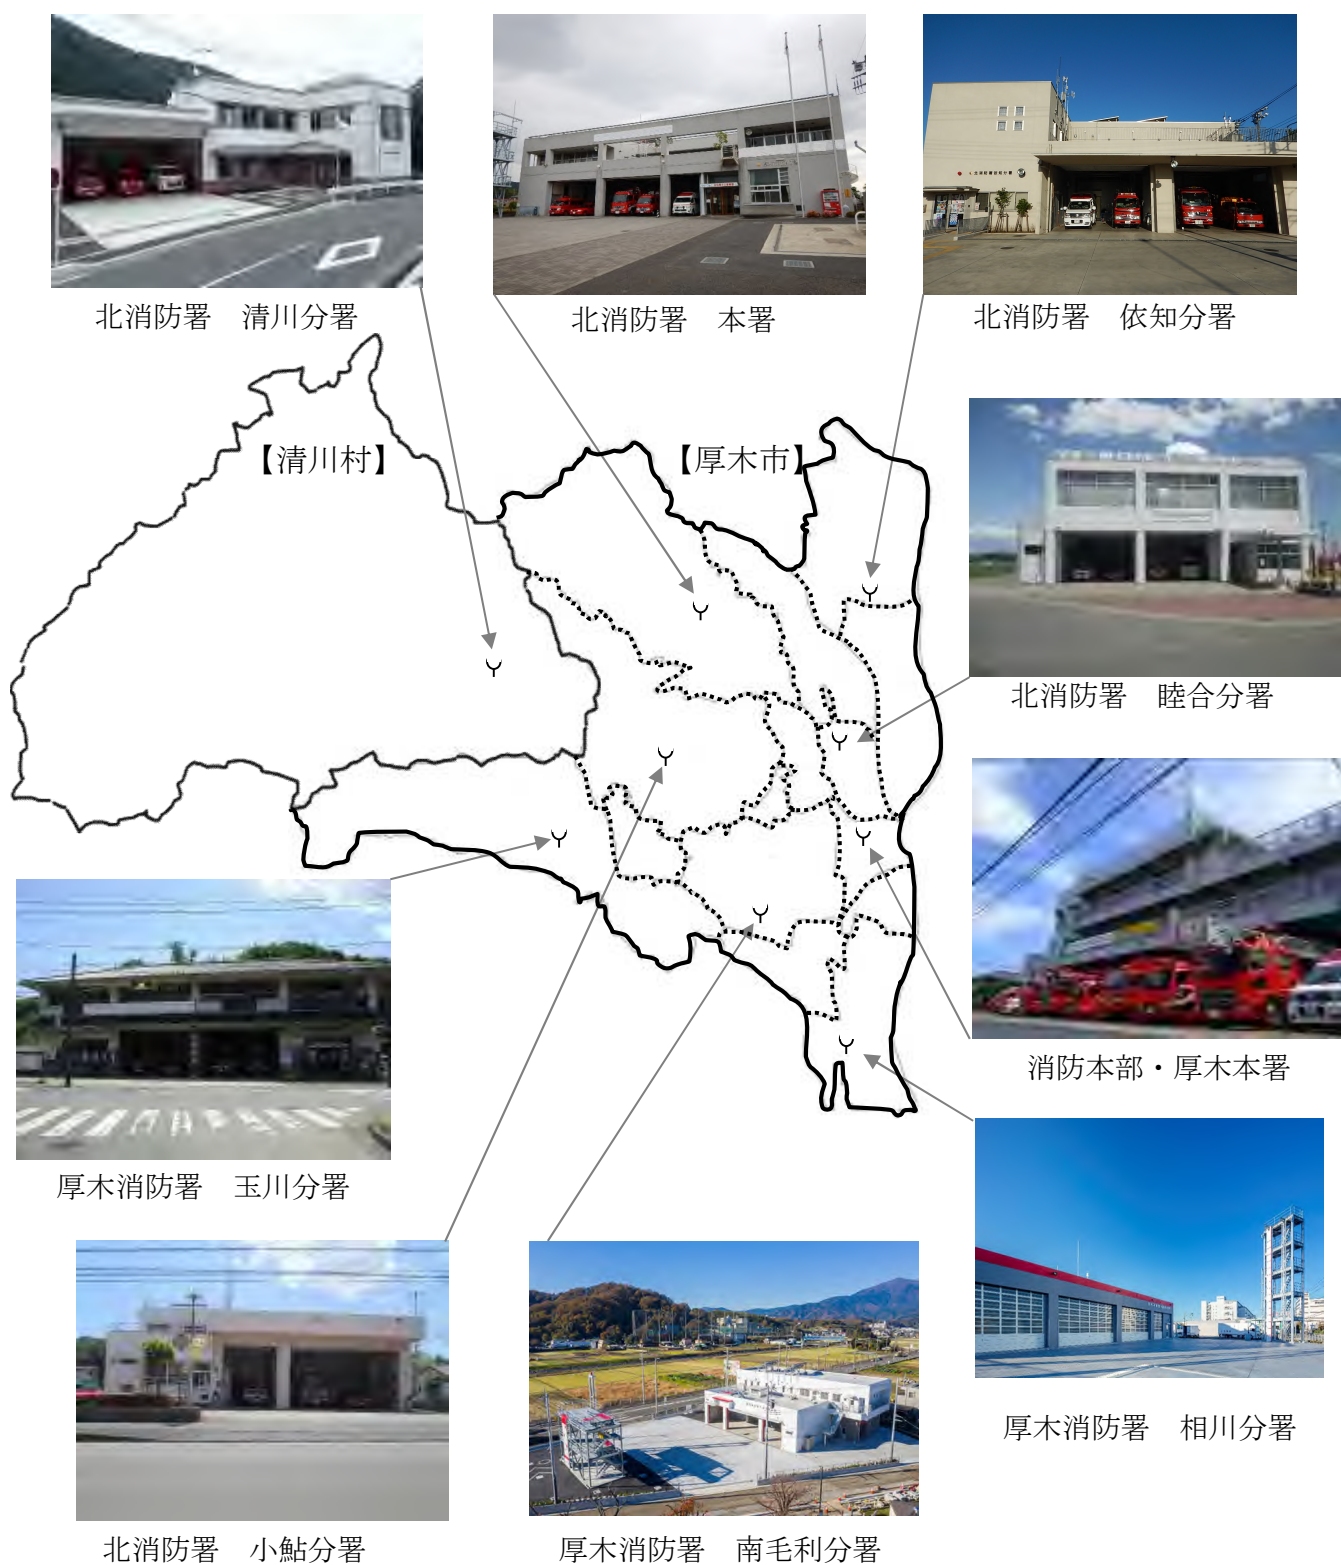 北消防署　清川分署
北消防署　本署
北消防署　依知分署
【清川村】
【厚木市】
北消防署　睦合分署
消防本部・厚木本署
厚木消防署　玉川分署
厚木消防署　相川分署
北消防署　小鮎分署
厚木消防署　南毛利分署